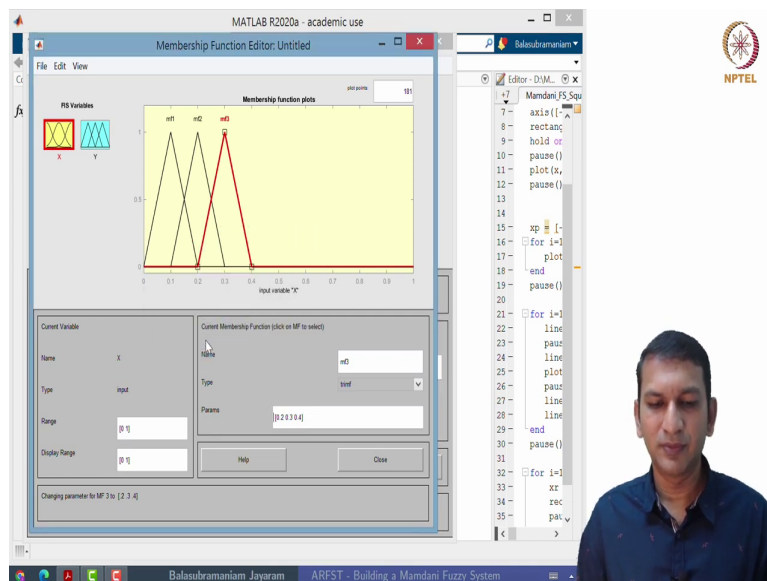 MATLAB R2020a - academic use
Membership Function Editor: Untitled
Balasubramaniam
File Edit View
plot points
181
FIS Variables
X
Y
Membership function plots
mf1 mf2 mf3
1
0.5
0
0 0.1 0.2 0.3 0.4 0.5 0.6 0.7 0.8 0.9 1
input variable "X"
Current Variable
Name X
Type input
Range [0 1]
Display Range [0 1]
Current Membership Function (click on MF to select)
Name mf3
Type trimf
Params [0.2 0.3 0.4]
Help Close
Changing parameter for MF 3 to [.2 .3 .4]
Editor - D:\M...
+7 Mamdani_FS_Squ
7 axis([-
8 rectang
9 hold on
10 pause()
11 plot(x,
12 pause()
13
14
15 xp = [-
16 for i=1
17 plot
18 end
19 pause()
20
21 for i=1
22 line
23 paus
24 line
25 plot
26 paus
27 line
28 line
29 end
30 pause()
31
32 for i=1
33 xr
34 rec
35 pau
NPTEL
Balasubramaniam Jayaram ARFST - Building a Mamdani Fuzzy System